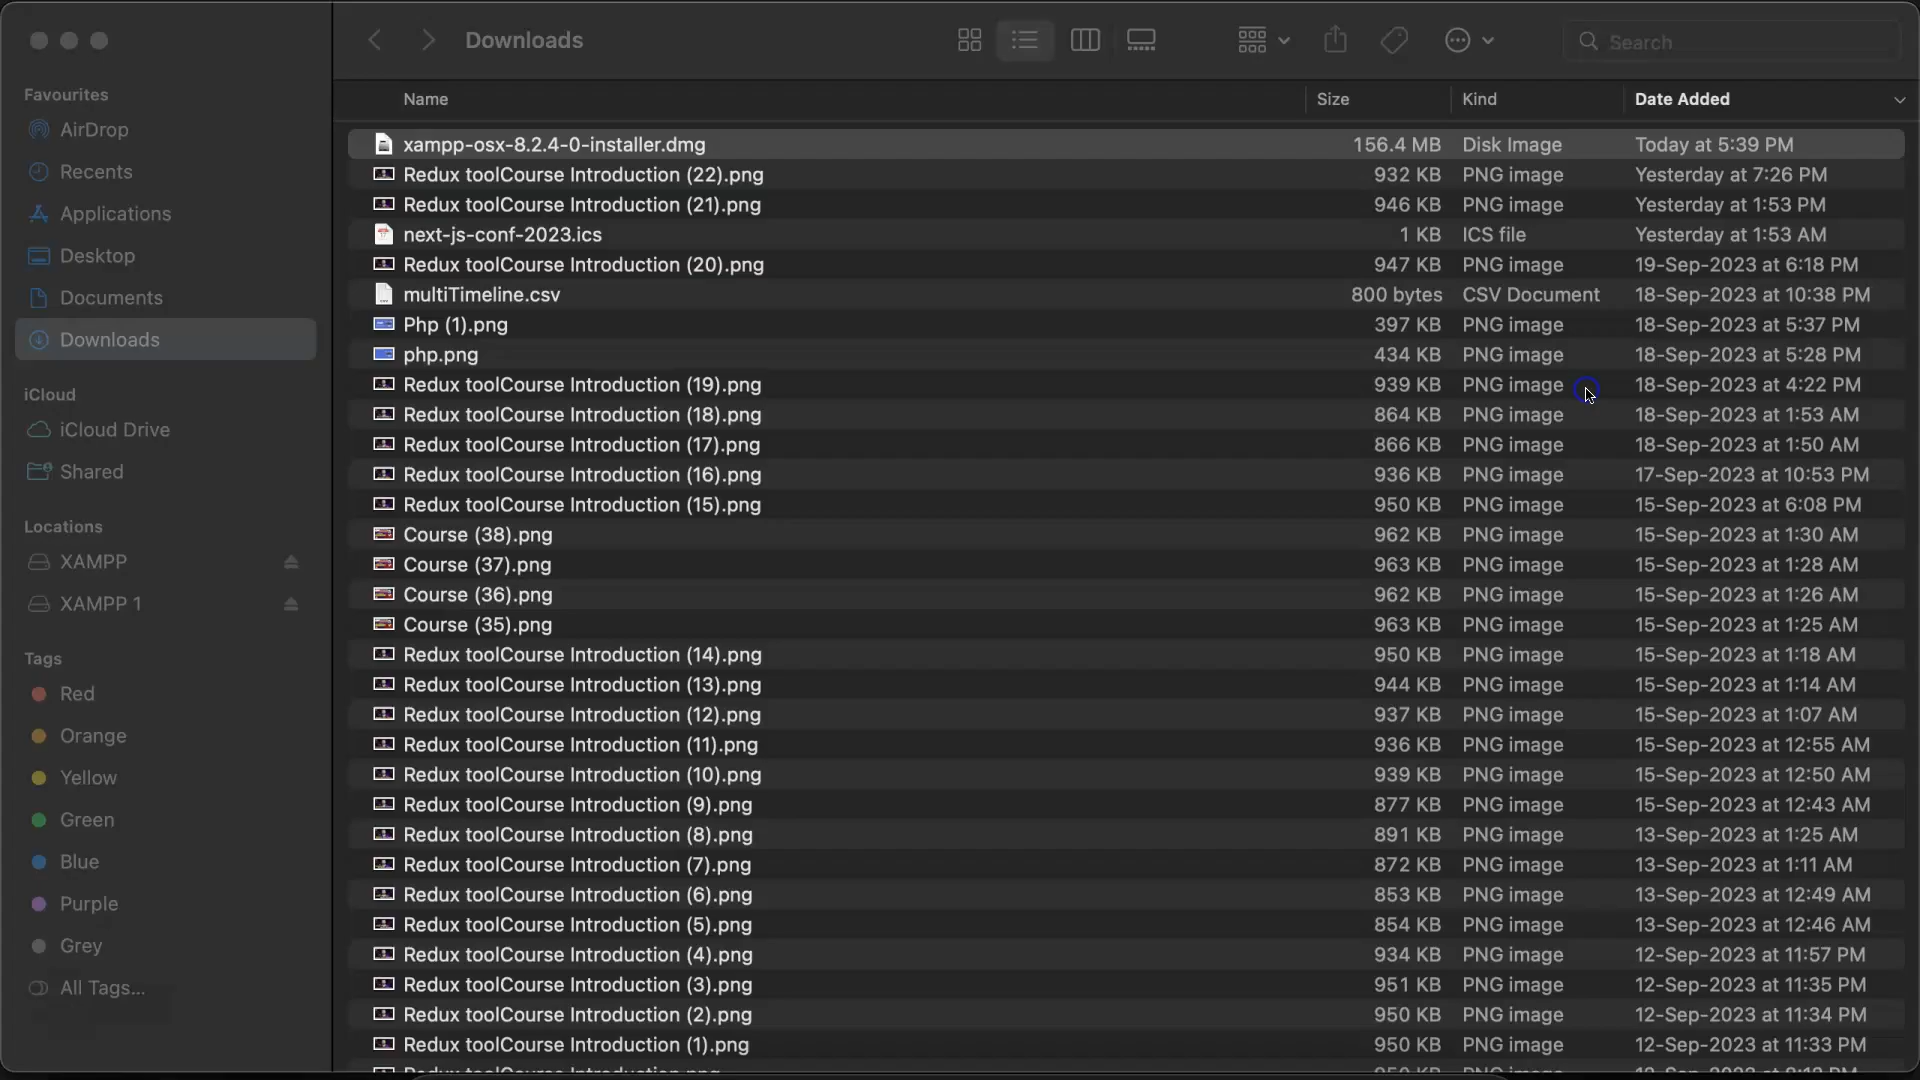 Downloads
Search
Favourites
AirDrop
Recents
Applications
Desktop
Documents
Downloads
iCloud
iCloud Drive
Shared
Locations
XAMPP
XAMPP 1
Tags
Red
Orange
Yellow
Green
Blue
Purple
Grey
All Tags...
Name Size Kind Date Added
xampp-osx-8.2.4-0-installer.dmg 156.4 MB Disk Image Today at 5:39 PM
Redux toolCourse Introduction (22).png 932 KB PNG image Yesterday at 7:26 PM
Redux toolCourse Introduction (21).png 946 KB PNG image Yesterday at 1:53 PM
next-js-conf-2023.ics 1 KB ICS file Yesterday at 1:53 AM
Redux toolCourse Introduction (20).png 947 KB PNG image 19-Sep-2023 at 6:18 PM
multiTimeline.csv 800 bytes CSV Document 18-Sep-2023 at 10:38 PM
Php (1).png 397 KB PNG image 18-Sep-2023 at 5:37 PM
php.png 434 KB PNG image 18-Sep-2023 at 5:28 PM
Redux toolCourse Introduction (19).png 939 KB PNG image 18-Sep-2023 at 4:22 PM
Redux toolCourse Introduction (18).png 864 KB PNG image 18-Sep-2023 at 1:53 AM
Redux toolCourse Introduction (17).png 866 KB PNG image 18-Sep-2023 at 1:50 AM
Redux toolCourse Introduction (16).png 936 KB PNG image 17-Sep-2023 at 10:53 PM
Redux toolCourse Introduction (15).png 950 KB PNG image 15-Sep-2023 at 6:08 PM
Course (38).png 962 KB PNG image 15-Sep-2023 at 1:30 AM
Course (37).png 963 KB PNG image 15-Sep-2023 at 1:28 AM
Course (36).png 962 KB PNG image 15-Sep-2023 at 1:26 AM
Course (35).png 963 KB PNG image 15-Sep-2023 at 1:25 AM
Redux toolCourse Introduction (14).png 950 KB PNG image 15-Sep-2023 at 1:18 AM
Redux toolCourse Introduction (13).png 944 KB PNG image 15-Sep-2023 at 1:14 AM
Redux toolCourse Introduction (12).png 937 KB PNG image 15-Sep-2023 at 1:07 AM
Redux toolCourse Introduction (11).png 936 KB PNG image 15-Sep-2023 at 12:55 AM
Redux toolCourse Introduction (10).png 939 KB PNG image 15-Sep-2023 at 12:50 AM
Redux toolCourse Introduction (9).png 877 KB PNG image 15-Sep-2023 at 12:43 AM
Redux toolCourse Introduction (8).png 891 KB PNG image 13-Sep-2023 at 1:25 AM
Redux toolCourse Introduction (7).png 872 KB PNG image 13-Sep-2023 at 1:11 AM
Redux toolCourse Introduction (6).png 853 KB PNG image 13-Sep-2023 at 12:49 AM
Redux toolCourse Introduction (5).png 854 KB PNG image 13-Sep-2023 at 12:46 AM
Redux toolCourse Introduction (4).png 934 KB PNG image 12-Sep-2023 at 11:57 PM
Redux toolCourse Introduction (3).png 951 KB PNG image 12-Sep-2023 at 11:35 PM
Redux toolCourse Introduction (2).png 950 KB PNG image 12-Sep-2023 at 11:34 PM
Redux toolCourse Introduction (1).png 950 KB PNG image 12-Sep-2023 at 11:33 PM